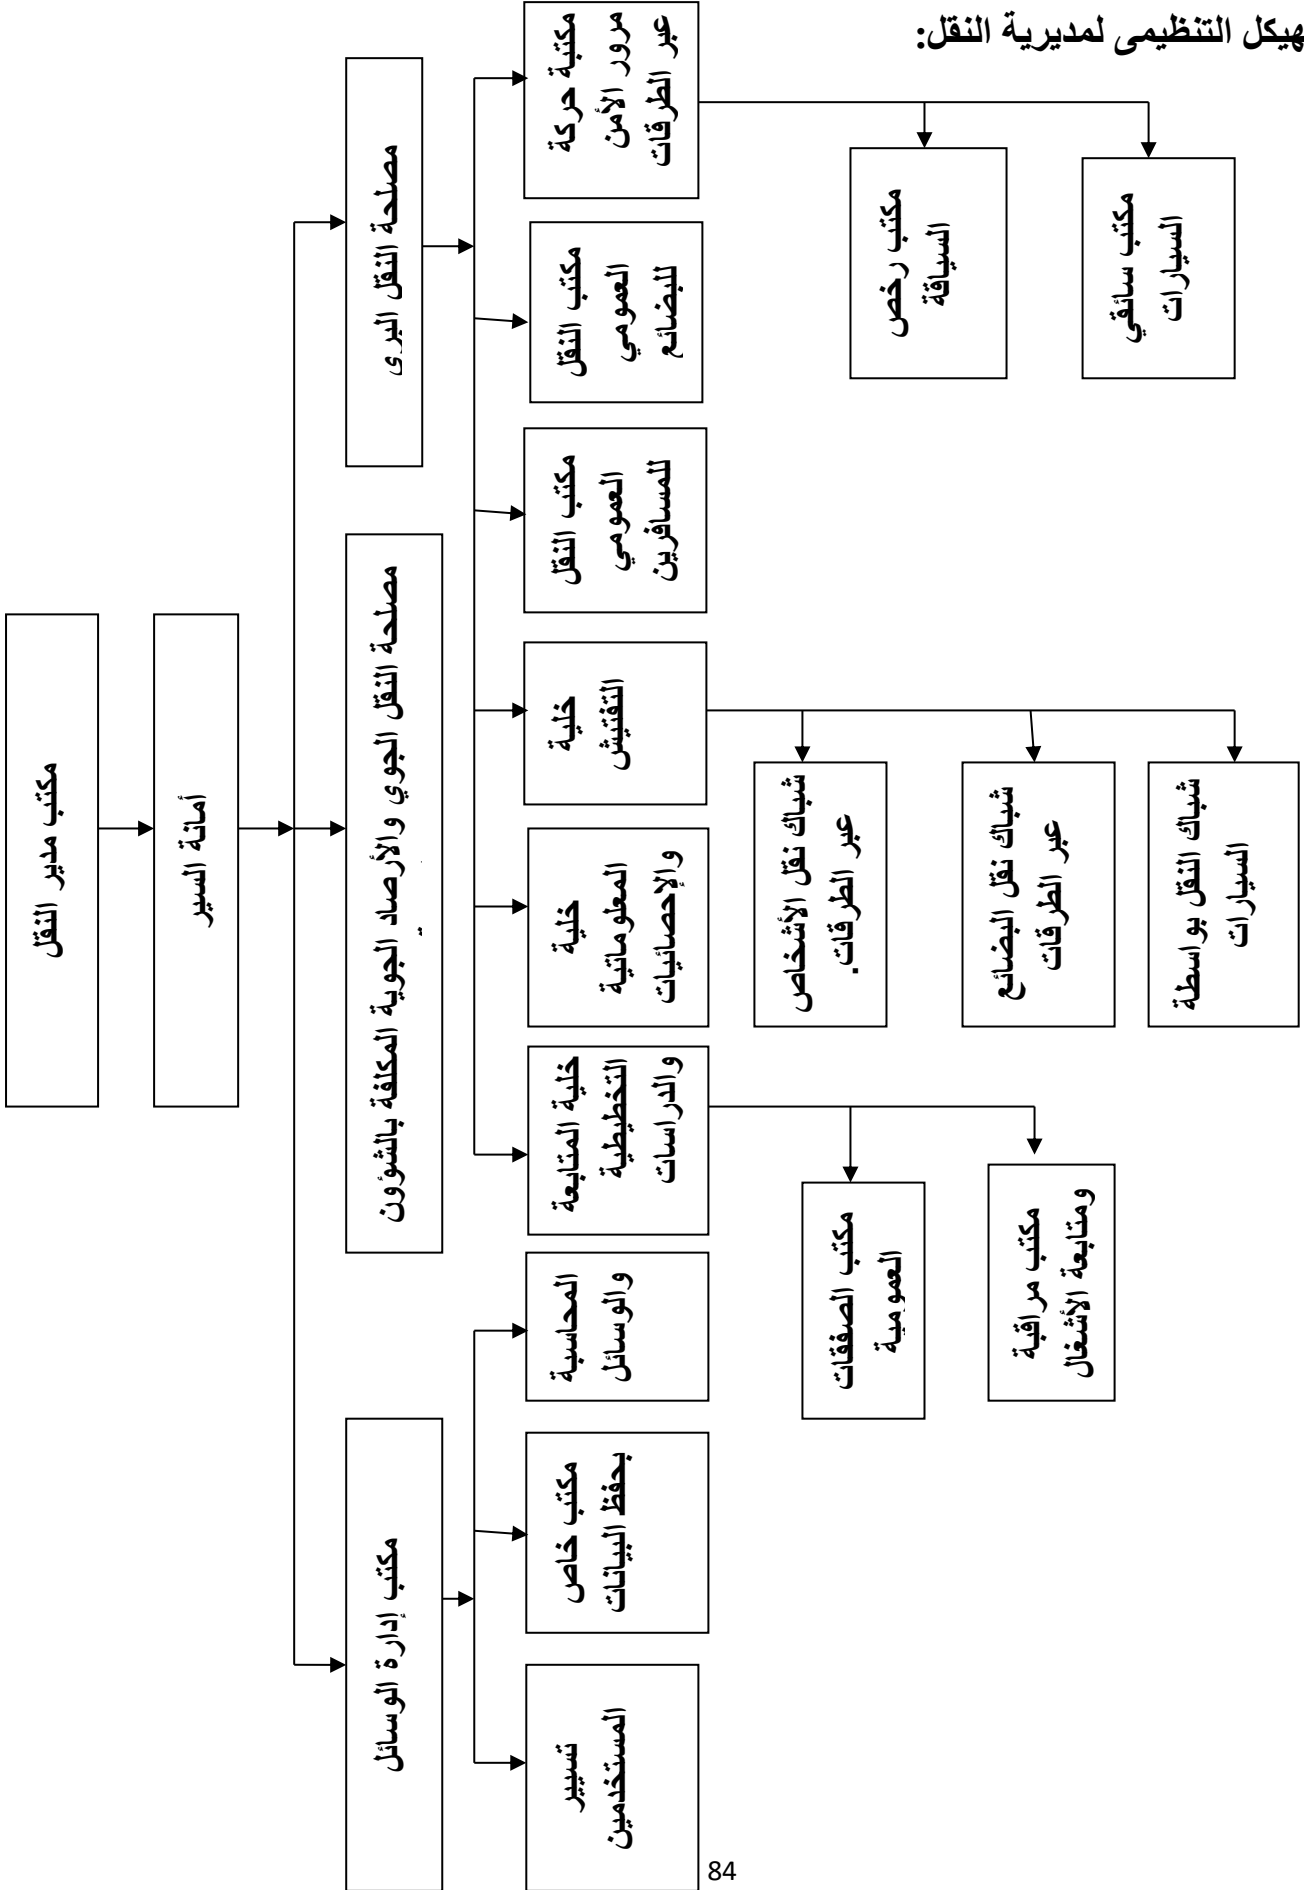 هيكل التنظيمى لمديرية النقل:
مكتب مدير النقل
أمانة السير
مصلحة النقل البري
مصلحة النقل الجوي والأرصاد الجوية المكلفة بالشؤون
مكتب إدارة الوسائل
مكتبة حركة
مرور الأمن
عبر الطرقات
مكتب النقل
العمومي
للبضائع
مكتب النقل
العمومي
للمسافرين
خلية
التفتيش
خلية
المعلوماتية
والإحصائيات
خلية المتابعة
التخطيطية
والدراسات
المحاسبة
والوسائل
مكتب خاص
بحفظ البيانات
تسيير
المستخدمين
مكتب رخص
السياقة
مكتب سائقي
السيارات
شباك نقل الأشخاص
عبر الطرقات.
شباك نقل البضائع
عبر الطرقات
شباك النقل بواسطة
السيارات
مكتب الصفقات
العمومية
مكتب مراقبة
ومتابعة الأشغال
84